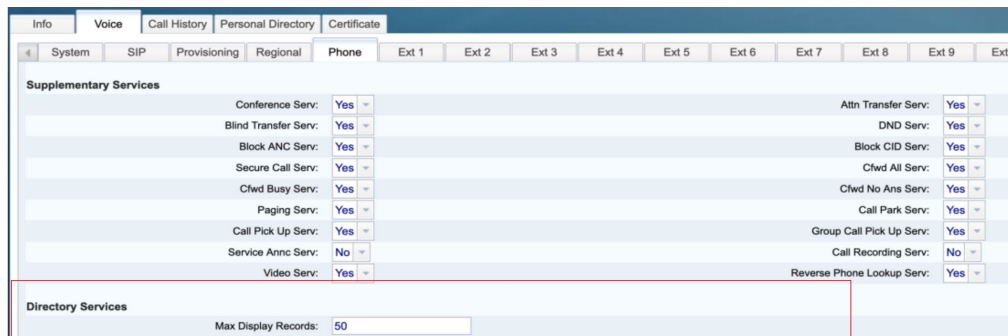 Info Voice Call History Personal Directory Certificate
System SIP Provisioning Regional Phone Ext 1 Ext 2 Ext 3 Ext 4 Ext 5 Ext 6 Ext 7 Ext 8 Ext 9 Ext
Supplementary Services
Conference Serv: Yes Attn Transfer Serv: Yes
Blind Transfer Serv: Yes DND Serv: Yes
Block ANC Serv: Yes Block CID Serv: Yes
Secure Call Serv: Yes Cfwd All Serv: Yes
Cfwd Busy Serv: Yes Cfwd No Ans Serv: Yes
Paging Serv: Yes Call Park Serv: Yes
Call Pick Up Serv: Yes Group Call Pick Up Serv: Yes
Service Annc Serv: No Call Recording Serv: No
Video Serv: Yes Reverse Phone Lookup Serv: Yes
Directory Services
Max Display Records: 50